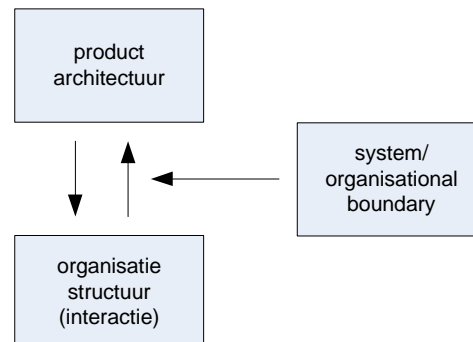 product
architectuur
system/
organisational
boundary
organisatie
structuur
(interactie)